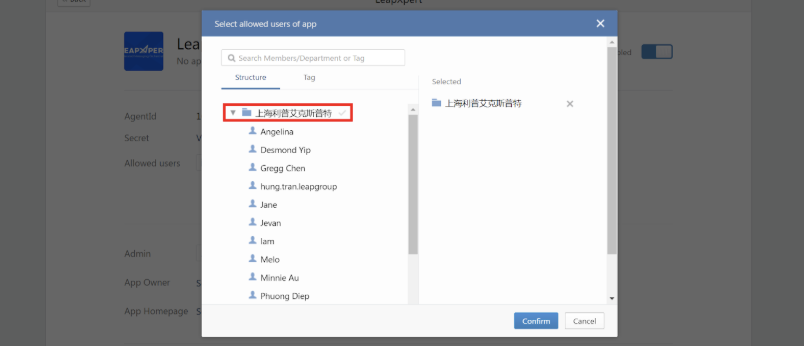 LeapXpert
Select allowed users of app
EAPXPER
Lea
No ap
Search Members/Department or Tag
Structure
Tag
Selected
上海利普艾克斯普特
上海利普艾克斯普特
AgentId
1
Secret
Allowed users
Angelina
Desmond Yip
Gregg Chen
hung.tran.leapgroup
Jane
Jevan
Iam
Melo
Minnie Au
Phuong Diep
Admin
App Owner
S
App Homepage
S
Confirm
Cancel